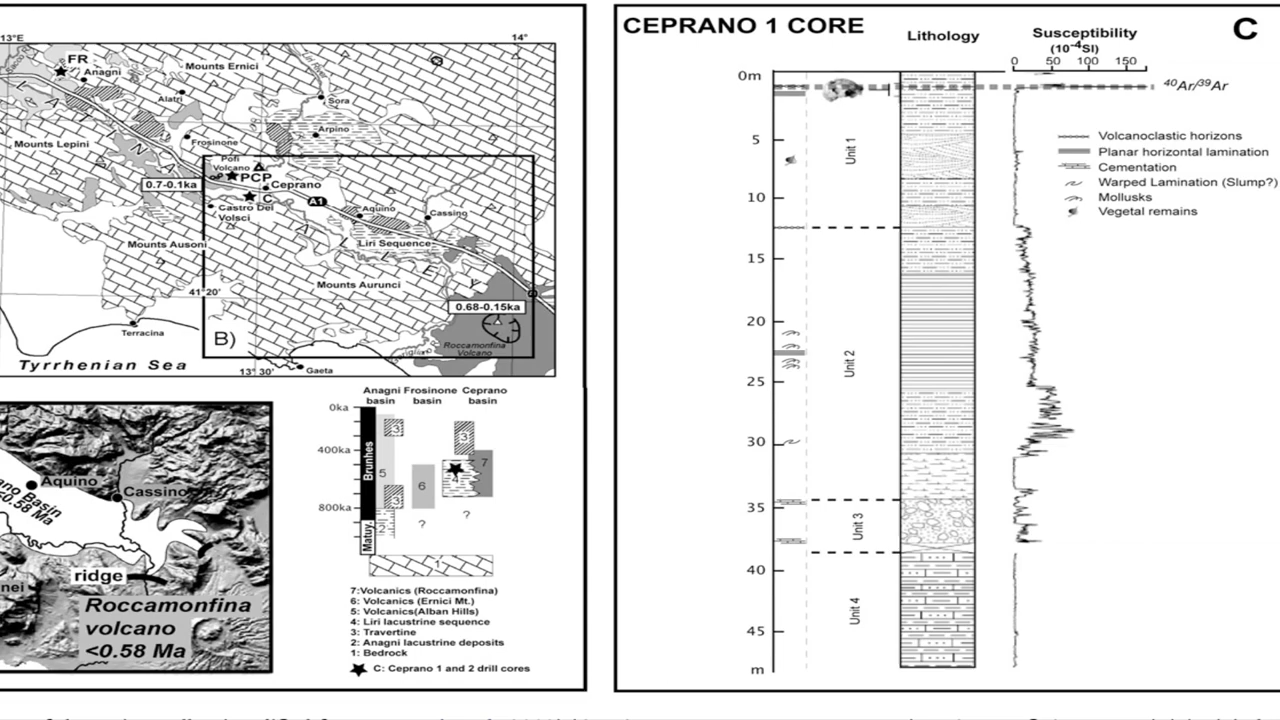 13°E
14°
FR
Anagni
Mounts Ernici
Alatri
Sora
L A
Arpino
Mounts Lepini
N
A
Frosinone
Pofi
Volcano
PCP
0.7-0.1ka
Ceprano
C
A1
Castro Dei
Volsci
Aquino
Cassino
V A L L E Y
Liri Sequence
Mounts Ausoni
Mounts Aurunci
41°20'
0.68-0.15ka
Terracina
B)
Roccamonfina
Volcano
Tyrrhenian Sea
13° 30'
Gaeta
Aquino
Cassino
ano Basin
<0.58 Ma
nei
ridge
Roccamonfina
volcano
<0.58 Ma
Anagni Frosinone Ceprano
basin basin basin
0ka
400ka
800ka
Brunhes
Matuy.
3
3
5
7
4
6
3
2
?
?
1
7:Volcanics (Roccamonfina)
6: Volcanics (Ernici Mt.)
5: Volcanics(Alban Hills)
4: Liri lacustrine sequence
3: Travertine
2: Anagni lacustrine deposits
1: Bedrock
C: Ceprano 1 and 2 drill cores
CEPRANO 1 CORE
C
Lithology
Susceptibility
(10⁻⁴SI)
0 50 100 150
0m
5
10
15
20
25
30
35
40
45
m
Unit 1
Unit 2
Unit 3
Unit 4
⁴⁰Ar/³⁹Ar
Volcanoclastic horizons
Planar horizontal lamination
Cementation
Warped Lamination (Slump?)
Mollusks
Vegetal remains